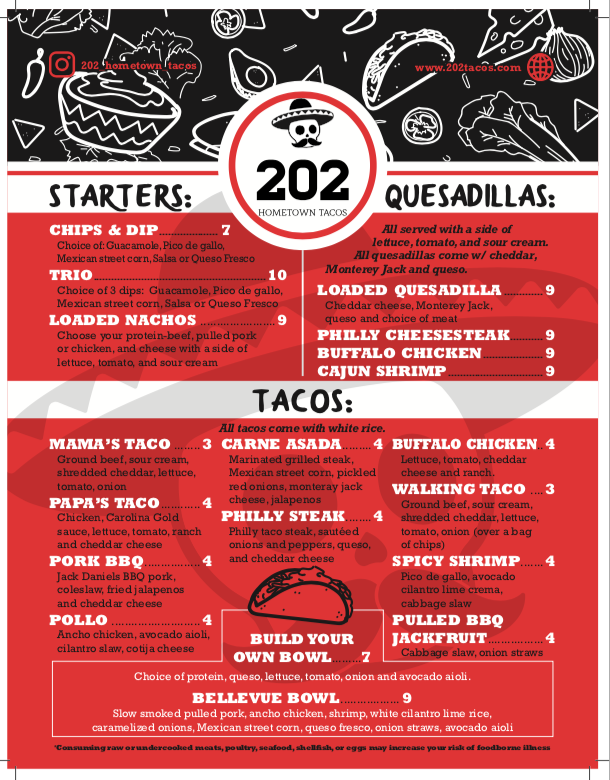 202_hometown_tacos
www.202tacos.com
202
HOMETOWN TACOS
STARTERS:
CHIPS & DIP 7
Choice of: Guacamole, Pico de gallo,
Mexican street corn, Salsa or Queso Fresco
TRIO 10
Choice of 3 dips: Guacamole, Pico de gallo,
Mexican street corn, Salsa or Queso Fresco
LOADED NACHOS 9
Choose your protein-beef, pulled pork
or chicken, and cheese with a side of
lettuce, tomato, and sour cream
QUESADILLAS:
All served with a side of
lettuce, tomato, and sour cream.
All quesadillas come w/ cheddar,
Monterey Jack and queso.
LOADED QUESADILLA 9
Cheddar cheese, Monterey Jack,
queso and choice of meat
PHILLY CHEESESTEAK 9
BUFFALO CHICKEN 9
CAJUN SHRIMP 9
TACOS:
All tacos come with white rice.
MAMA'S TACO 3
Ground beef, sour cream,
shredded cheddar, lettuce,
tomato, onion
PAPA'S TACO 4
Chicken, Carolina Gold
sauce, lettuce, tomato, ranch
and cheddar cheese
PORK BBQ 4
Jack Daniels BBQ pork,
coleslaw, fried jalapenos
and cheddar cheese
POLLO 4
Ancho chicken, avocado aioli,
cilantro slaw, cotija cheese
CARNE ASADA 4
Marinated grilled steak,
Mexican street corn, pickled
red onions, monteray jack
cheese, jalapenos
PHILLY STEAK 4
Philly taco steak, sautéed
onions and peppers, queso,
and cheddar cheese
BUFFALO CHICKEN 4
Lettuce, tomato, cheddar
cheese and ranch.
WALKING TACO 3
Ground beef, sour cream,
shredded cheddar, lettuce,
tomato, onion (over a bag
of chips)
SPICY SHRIMP 4
Pico de gallo, avocado
cilantro lime crema,
cabbage slaw
PULLED BBQ
JACKFRUIT 4
Cabbage slaw, onion straws
BUILD YOUR
OWN BOWL 7
Choice of protein, queso, lettuce, tomato, onion and avocado aioli.
BELLEVUE BOWL 9
Slow smoked pulled pork, ancho chicken, shrimp, white cilantro lime rice,
caramelized onions, Mexican street corn, queso fresco, onion straws, avocado aioli
*Consuming raw or undercooked meats, poultry, seafood, shellfish, or eggs may increase your risk of foodborne illness